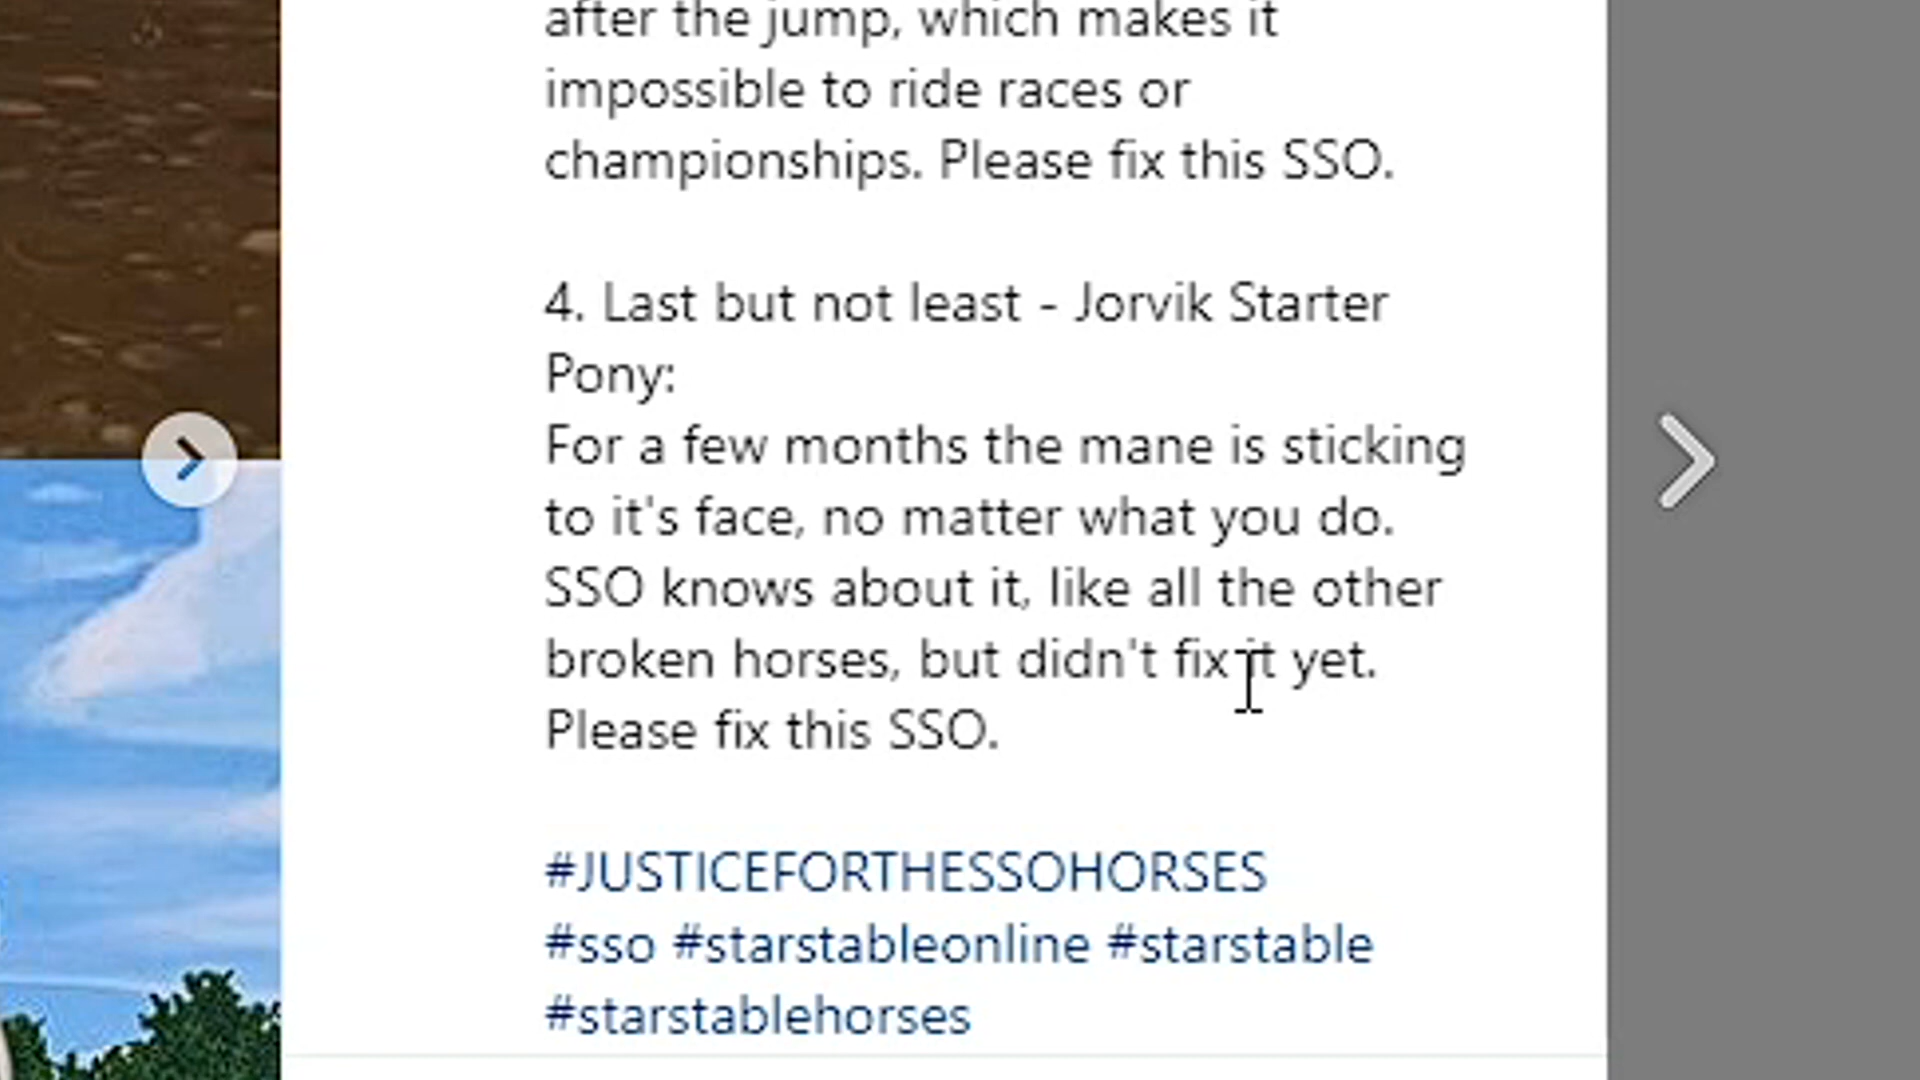 after the jump, which makes it
impossible to ride races or
championships. Please fix this SSO.
4. Last but not least - Jorvik Starter
Pony:
For a few months the mane is sticking
to it's face, no matter what you do.
SSO knows about it, like all the other
broken horses, but didn't fix it yet.
Please fix this SSO.
#JUSTICEFORTHESSOHORSES
#sso #starstableonline #starstable
#starstablehorses